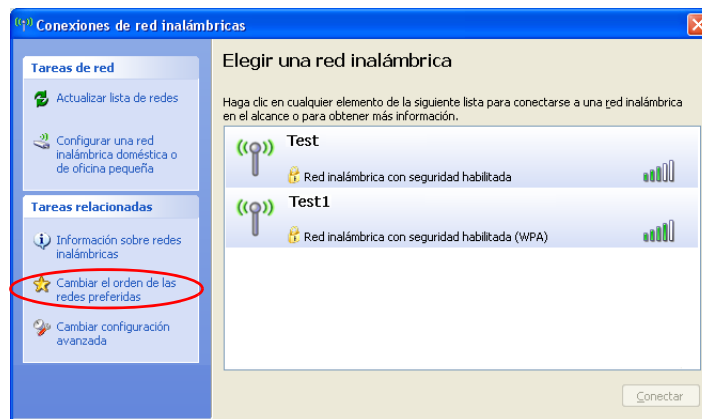 Conexiones de red inalámbricas
Tareas de red
Actualizar lista de redes
Configurar una red
inalámbrica doméstica o
de oficina pequeña
Tareas relacionadas
Información sobre redes
inalámbricas
Cambiar el orden de las
redes preferidas
Cambiar configuración
avanzada
Elegir una red inalámbrica
Haga clic en cualquier elemento de la siguiente lista para conectarse a una red inalámbrica
en el alcance o para obtener más información.
Test
Red inalámbrica con seguridad habilitada
Test1
Red inalámbrica con seguridad habilitada (WPA)
Conectar